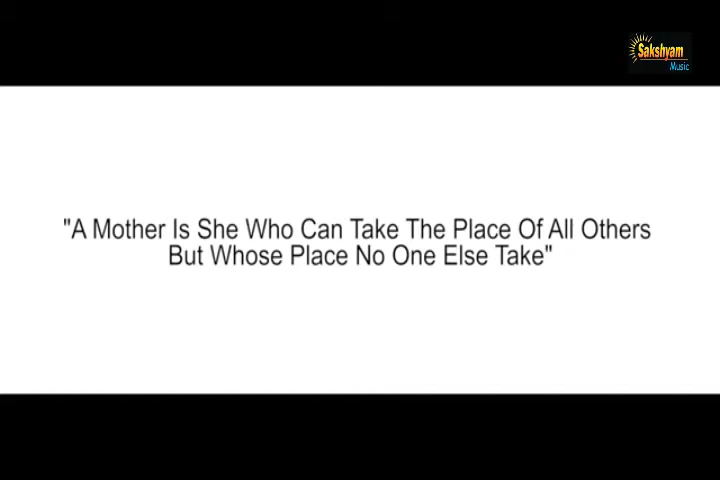 Sakshyam
Music
"A Mother Is She Who Can Take The Place Of All Others
But Whose Place No One Else Take"